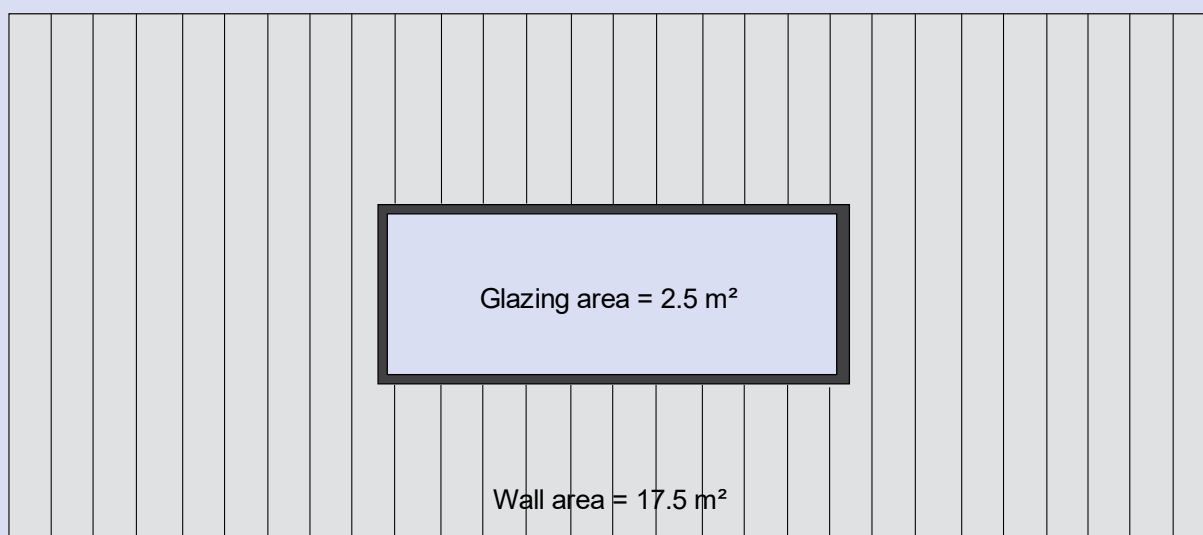 Glazing area = 2.5 m²
Wall area = 17.5 m²